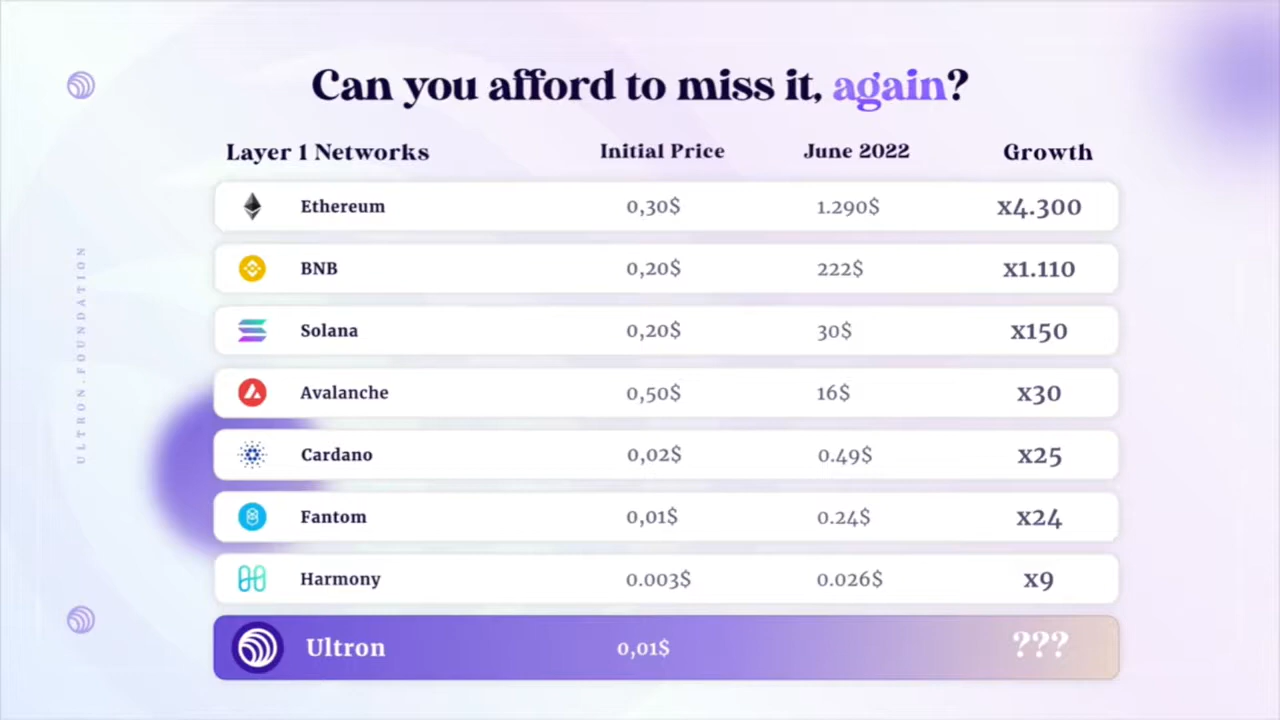 Can you afford to miss it, again?
Layer 1 Networks Initial Price June 2022 Growth
Ethereum 0,30$ 1.290$ x4.300
BNB 0,20$ 222$ x1.110
Solana 0,20$ 30$ x150
Avalanche 0,50$ 16$ x30
Cardano 0,02$ 0.49$ x25
Fantom 0,01$ 0.24$ x24
Harmony 0.003$ 0.026$ x9
Ultron 0,01$ ???
ULTRON.FOUNDATION